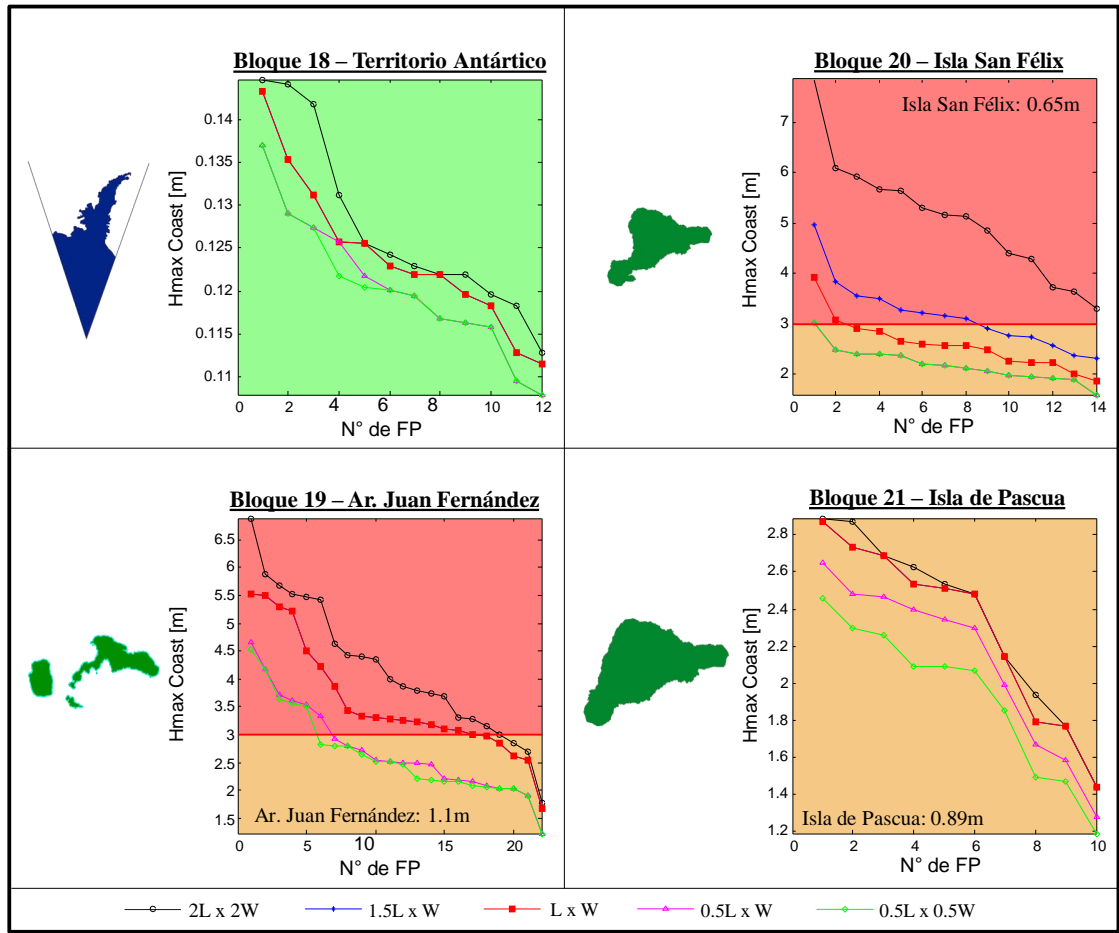 Bloque 18 – Territorio Antártico
Hmax Coast [m]
0.14
0.135
0.13
0.125
0.12
0.115
0.11
0 2 4 6 8 10 12
N° de FP
Bloque 20 – Isla San Félix
Isla San Félix: 0.65m
Hmax Coast [m]
7
6
5
4
3
2
0 2 4 6 8 10 12 14
N° de FP
Bloque 19 – Ar. Juan Fernández
Hmax Coast [m]
6.5
5.5
5
4.5
3.5
3
2.5
2
1.5
Ar. Juan Fernández: 1.1m
5 10 15 20
N° de FP
Bloque 21 – Isla de Pascua
Hmax Coast [m]
2.8
2.6
2.4
2.2
2
1.8
1.6
1.4
1.2
Isla de Pascua: 0.89m
0 2 4 6 8 10
N° de FP
2L x 2W 1.5L x W L x W 0.5L x W 0.5L x 0.5W